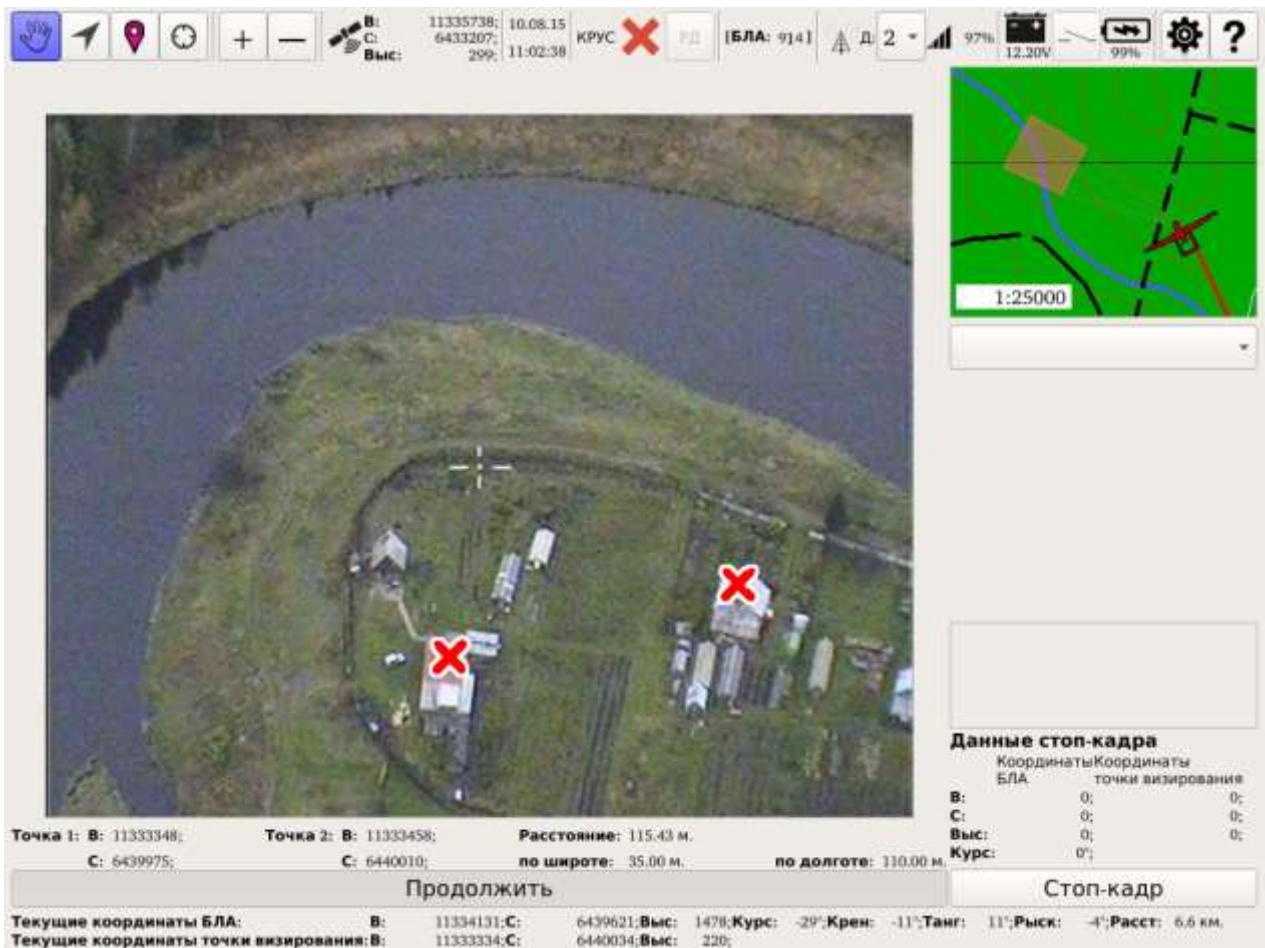 В: 11335738; 10.08.15
С: 6433207; КРУС РД [БЛА: 914] Д: 2 97%
Выс: 299; 11:02:38 12.20V 99%
1:25000
Данные стоп-кадра
Координаты Координаты
БЛА точки визирования
В: 0; 0;
С: 0; 0;
Выс: 0; 0;
Курс: 0°;
Точка 1: В: 11333348; Точка 2: В: 11333458; Расстояние: 115.43 м.
С: 6439975; С: 6440010; по широте: 35.00 м. по долготе: 110.00 м.
Продолжить Стоп-кадр
Текущие координаты БЛА: В: 11334131;С: 6439621;Выс: 1478;Курс: -29°;Крен: -11°;Танг: 11°;Рыск: -4°;Расст: 6.6 км.
Текущие координаты точки визирования:В: 11333334;С: 6440034;Выс: 220;